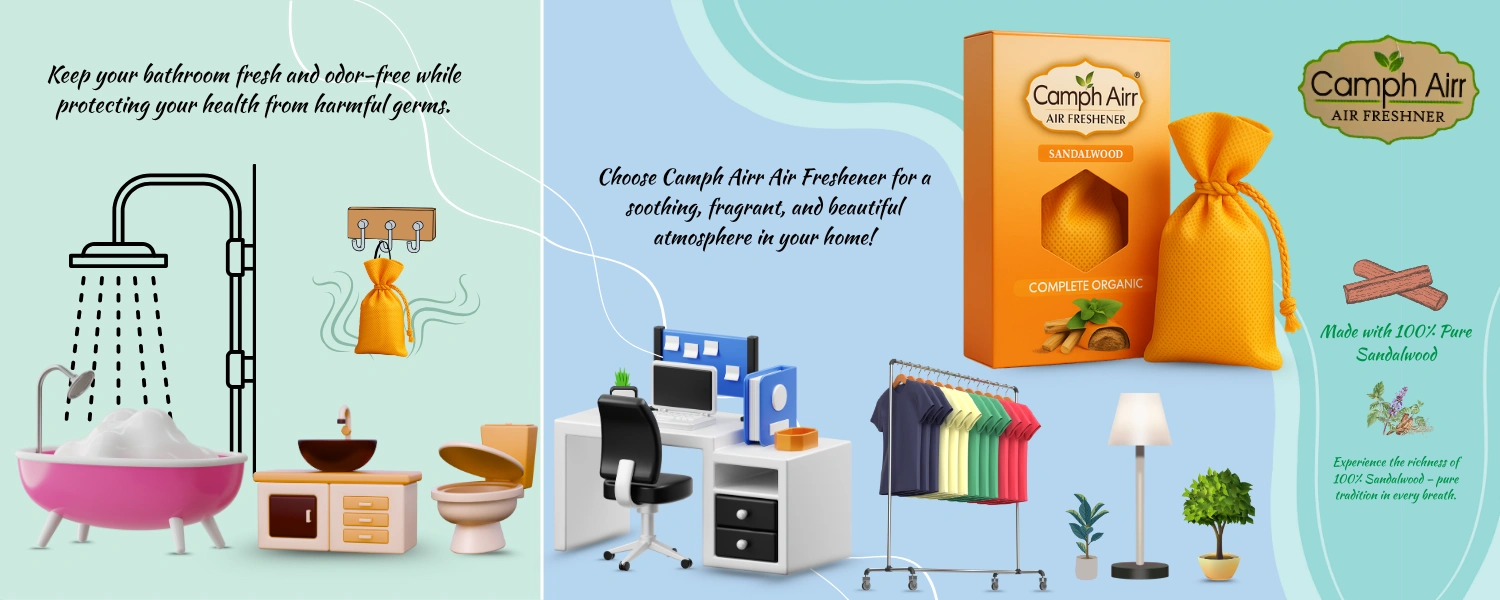 Keep your bathroom fresh and odor-free while
protecting your health from harmful germs.
Choose Camph Airr Air Freshener for a
soothing, fragrant, and beautiful
atmosphere in your home!
Camph Airr
®
AIR FRESHENER
SANDALWOOD
COMPLETE ORGANIC
Camph Airr
AIR FRESHNER
Made with 100% Pure
Sandalwood
Experience the richness of
100% Sandalwood – pure
tradition in every breath.